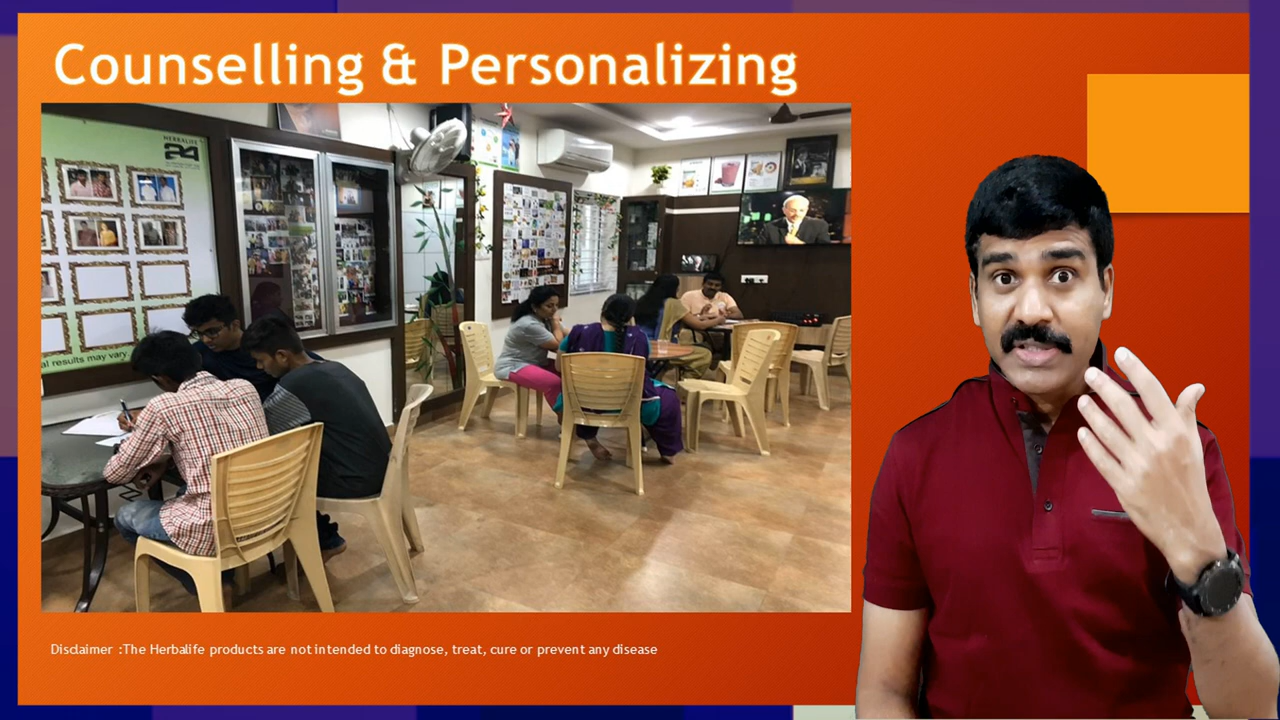 Counselling & Personalizing
HERBALIFE
24
al results may vary
Disclaimer :The Herbalife products are not intended to diagnose, treat, cure or prevent any disease